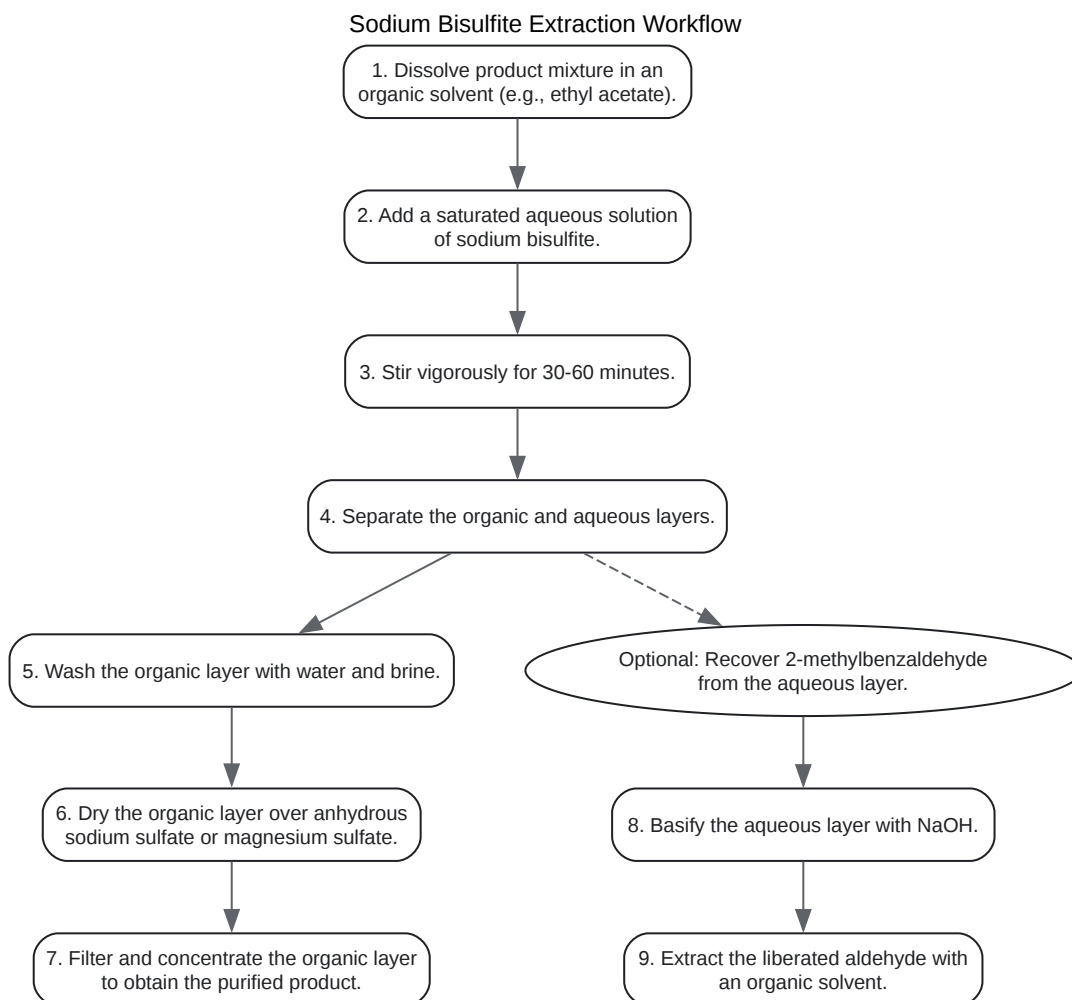 Sodium Bisulfite Extraction Workflow
1. Dissolve product mixture in an
organic solvent (e.g., ethyl acetate).
2. Add a saturated aqueous solution
of sodium bisulfite.
3. Stir vigorously for 30-60 minutes.
4. Separate the organic and aqueous layers.
5. Wash the organic layer with water and brine.
Optional: Recover 2-methylbenzaldehyde
from the aqueous layer.
6. Dry the organic layer over anhydrous
sodium sulfate or magnesium sulfate.
8. Basify the aqueous layer with NaOH.
7. Filter and concentrate the organic layer
to obtain the purified product.
9. Extract the liberated aldehyde with
an organic solvent.